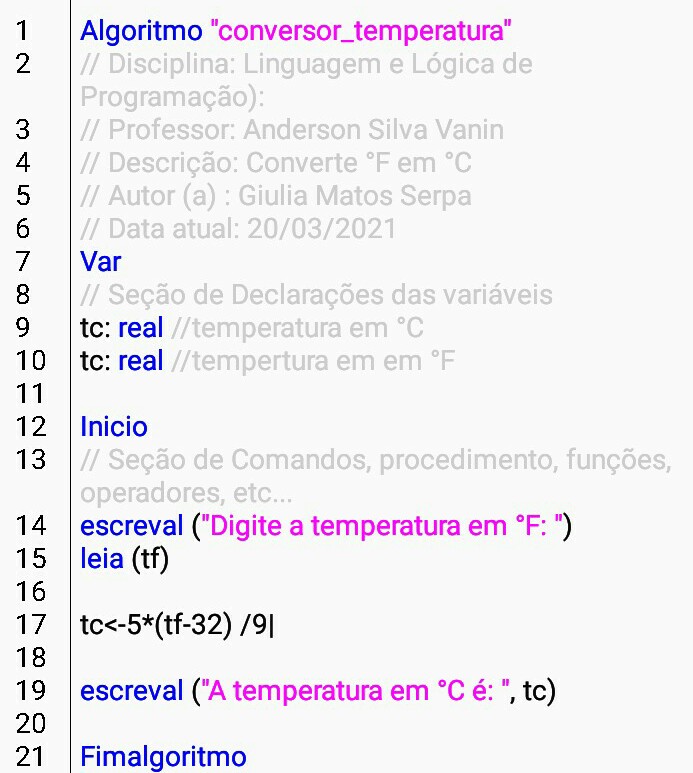 1 Algoritmo "conversor_temperatura"
2 // Disciplina: Linguagem e Lógica de
Programação):
3 // Professor: Anderson Silva Vanin
4 // Descrição: Converte °F em °C
5 // Autor (a) : Giulia Matos Serpa
6 // Data atual: 20/03/2021
7 Var
8 // Seção de Declarações das variáveis
9 tc: real //temperatura em °C
10 tc: real //tempertura em em °F
11
12 Inicio
13 // Seção de Comandos, procedimento, funções,
operadores, etc...
14 escreval ("Digite a temperatura em °F: ")
15 leia (tf)
16
17 tc<-5*(tf-32) /9|
18
19 escreval ("A temperatura em °C é: ", tc)
20
21 Fimalgoritmo